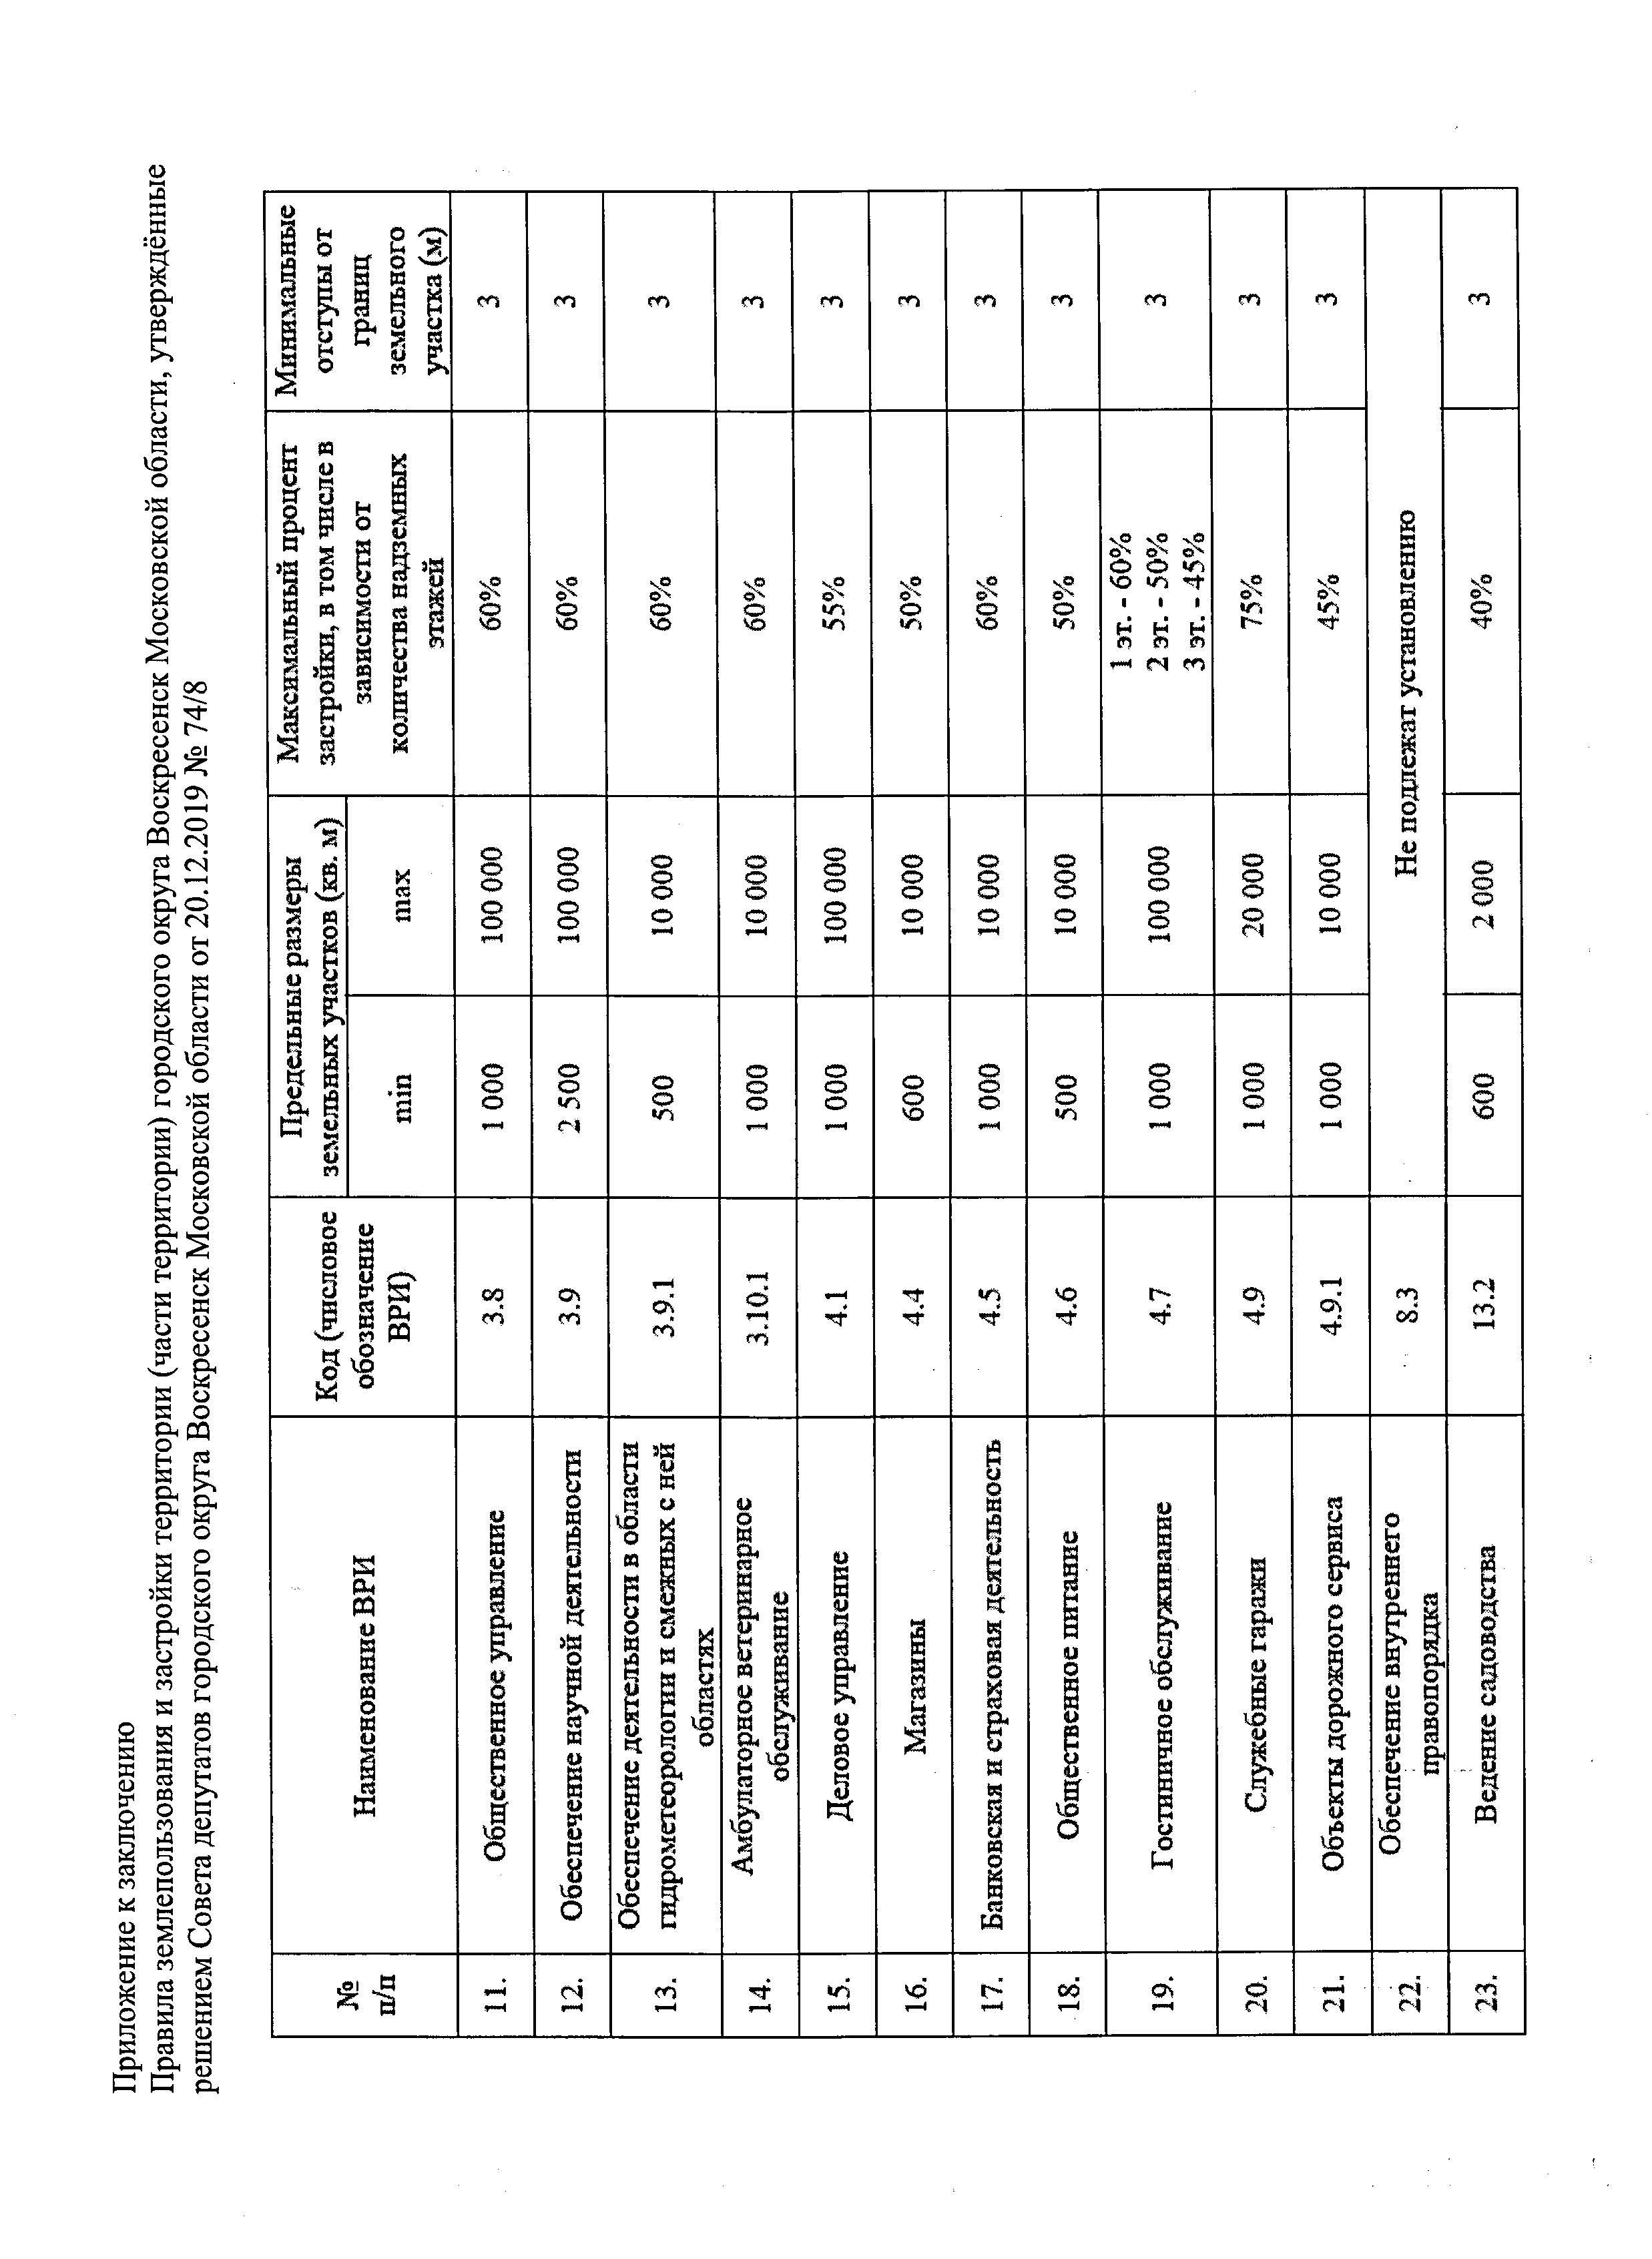 Приложение к заключению
Правила землепользования и застройки территории (части территории) городского округа Воскресенск Московской области, утверждённые
решением Совета депутатов городского округа Воскресенск Московской области от 20.12.2019 № 74/8
№
п/п
Наименование ВРИ
Код (числовое
обозначение
ВРИ)
Предельные размеры
земельных участков (кв. м)
min
max
Максимальный процент
застройки, в том числе в
зависимости от
количества надземных
этажей
Минимальные
отступы от
границ
земельного
участка (м)
11. Общественное управление 3.8 1 000 100 000 60% 3
12. Обеспечение научной деятельности 3.9 2 500 100 000 60% 3
13. Обеспечение деятельности в области
гидрометеорологии и смежных с ней
областях
3.9.1 500 10 000 60% 3
14. Амбулаторное ветеринарное
обслуживание
3.10.1 1 000 10 000 60% 3
15. Деловое управление 4.1 1 000 100 000 55% 3
16. Магазины 4.4 600 10 000 50% 3
17. Банковская и страховая деятельность 4.5 1 000 10 000 60% 3
18. Общественное питание 4.6 500 10 000 50% 3
19. Гостиничное обслуживание 4.7 1 000 100 000
1 эт. - 60%
2 эт. - 50%
3 эт. - 45%
3
20. Служебные гаражи 4.9 1 000 20 000 75% 3
21. Объекты дорожного сервиса 4.9.1 1 000 10 000 45% 3
22. Обеспечение внутреннего
правопорядка
8.3 Не подлежат установлению
23. Ведение садоводства 13.2 600 2 000 40% 3